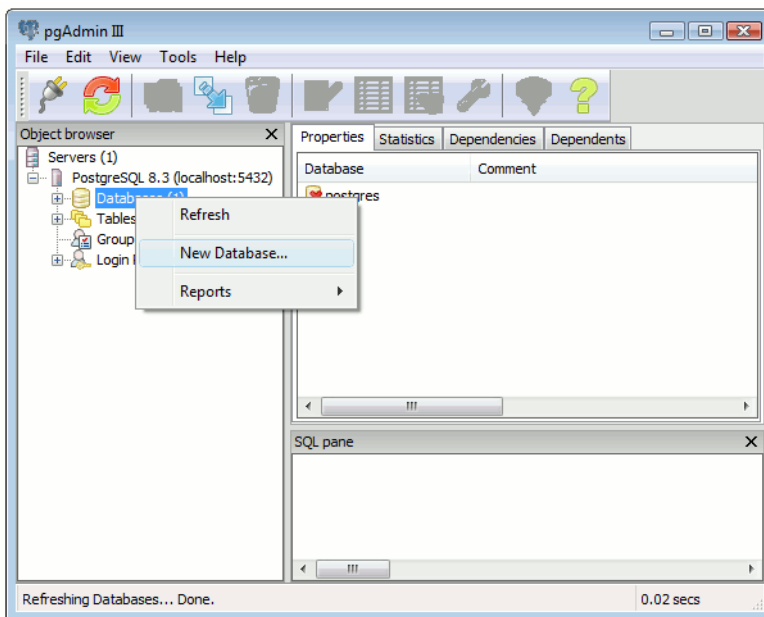 pgAdmin III
File Edit View Tools Help
Object browser
Servers (1)
PostgreSQL 8.3 (localhost:5432)
Databases (1)
Tables
Group
Login
Refresh
New Database...
Reports
Properties Statistics Dependencies Dependents
Database Comment
postgres
SQL pane
Refreshing Databases... Done. 0.02 secs